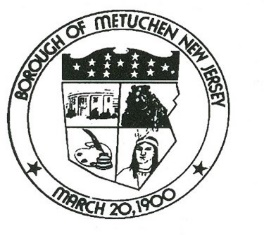 BOROUGH OF METUCHEN NEW JERSEY
MARCH 20, 1900